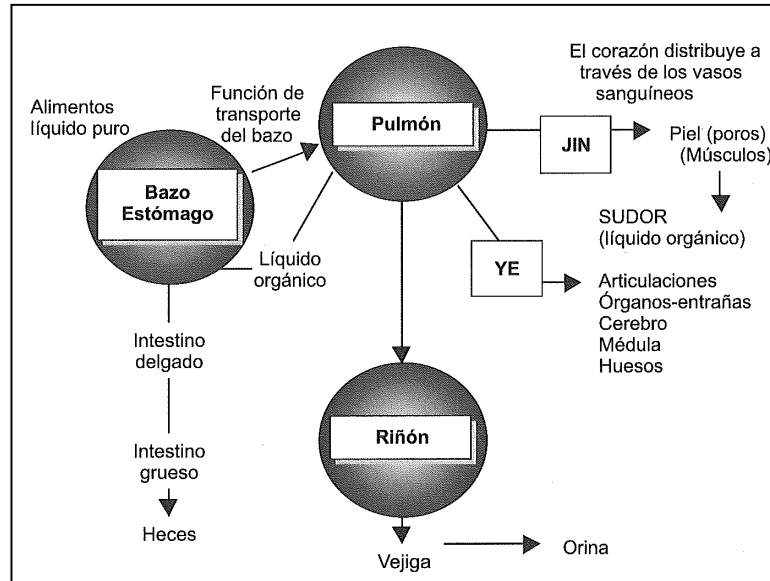 El corazón distribuye a
través de los vasos
sanguíneos
Alimentos
líquido puro
Función de
transporte
del bazo
Pulmón
JIN
Piel (poros)
(Músculos)
Bazo
Estómago
SUDOR
(líquido orgánico)
Líquido
orgánico
YE
Articulaciones
Órganos-entrañas
Cerebro
Médula
Huesos
Intestino
delgado
Riñón
Intestino
grueso
Heces
Vejiga
Orina